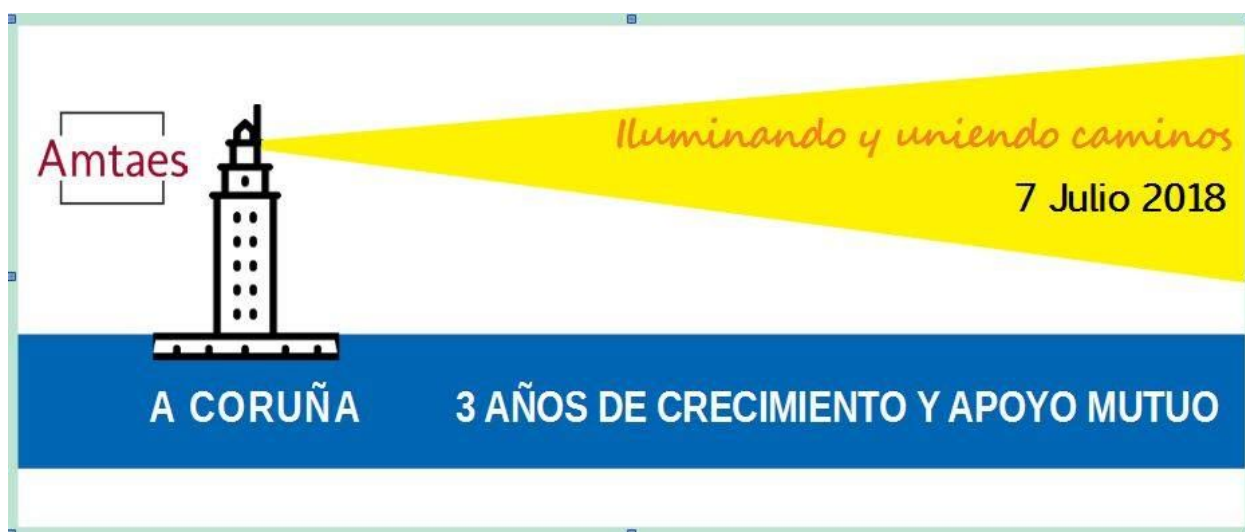 Amtaes
Iluminando y uniendo caminos
7 Julio 2018
A CORUÑA
3 AÑOS DE CRECIMIENTO Y APOYO MUTUO